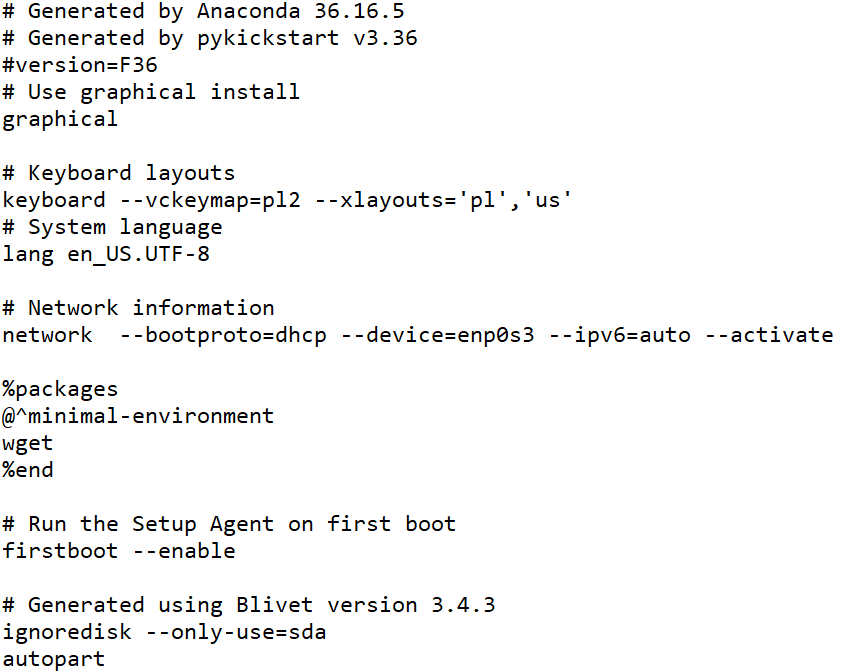 # Generated by Anaconda 36.16.5
# Generated by pykickstart v3.36
#version=F36
# Use graphical install
graphical

# Keyboard layouts
keyboard --vckeymap=pl2 --xlayouts='pl','us'
# System language
lang en_US.UTF-8

# Network information
network  --bootproto=dhcp --device=enp0s3 --ipv6=auto --activate

%packages
@^minimal-environment
wget
%end

# Run the Setup Agent on first boot
firstboot --enable

# Generated using Blivet version 3.4.3
ignoredisk --only-use=sda
autopart